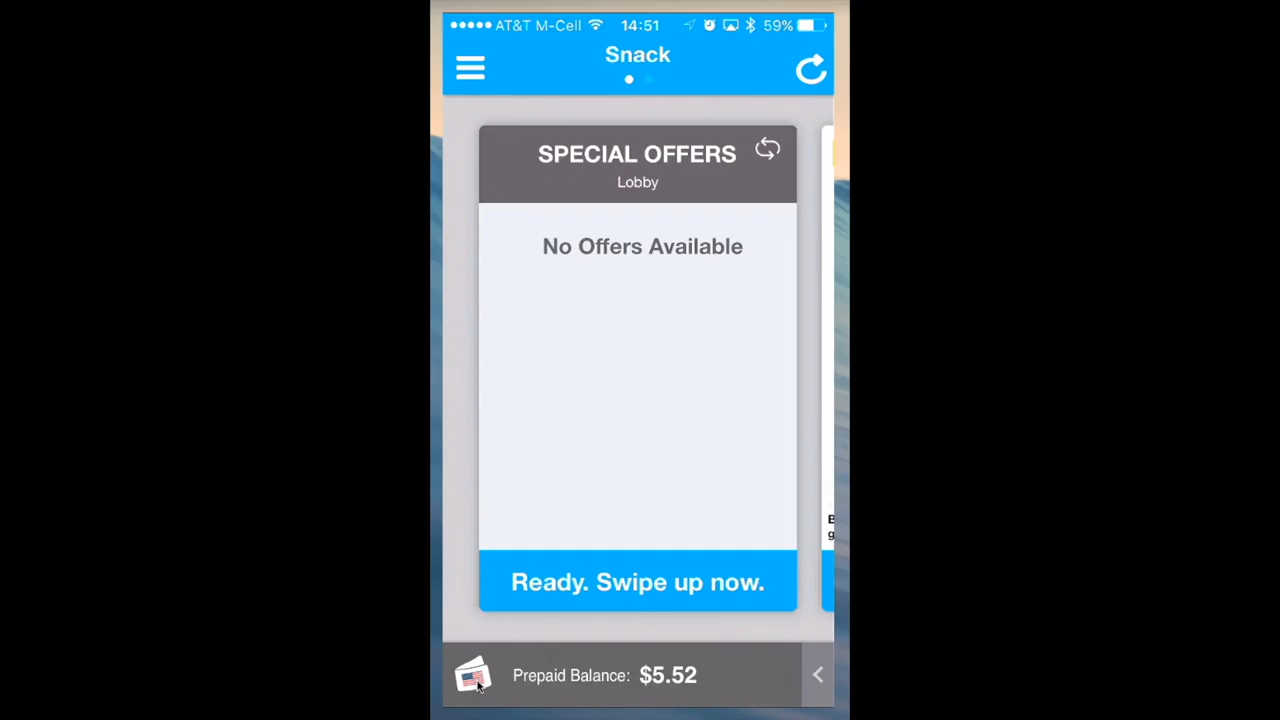 AT&T M-Cell 14:51 59%
Snack
SPECIAL OFFERS
Lobby
No Offers Available
B
g
Ready. Swipe up now.
Prepaid Balance: $5.52